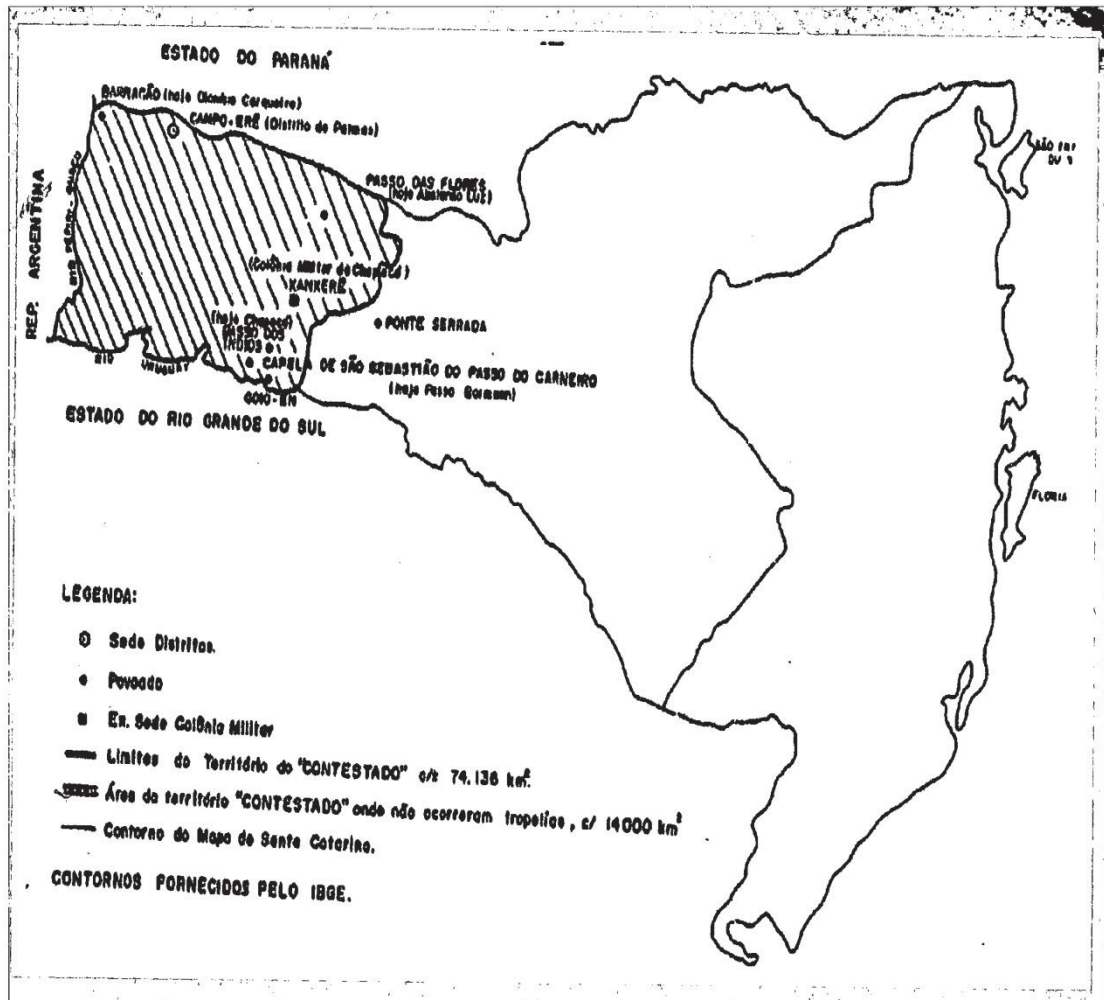 ESTADO DO PARANÁ
BARRACÃO (hoje Dionísio Cerqueira)
CAMPO-ERÊ (Distrito de Palmas)
PASSO DAS FLORES
(hoje Abelardo Luz)
SÃO
REP. ARGENTINA
RIO PEPIRI-GUAÇU
(Colônia Militar de Chapecó)
XANXERÊ
(hoje Chapecó)
PASSO DOS
ÍNDIOS
PONTE SERRADA
CAPELA DE SÃO SEBASTIÃO DO PASSO DO CARNEIRO
(hoje Passo Bormann)
RIO URUGUAY
GOIO-EN
ESTADO DO RIO GRANDE DO SUL
FLORIA
LEGENDA:
Sede Distritos.
Povoado
Ex. Sede Colônia Militar
Limites do Território do "CONTESTADO" c/± 74.136 km²
Área do território "CONTESTADO" onde não ocorreram tropelias, c/ 14000 km²
Contorno do Mapa de Santa Catarina.
CONTORNOS FORNECIDOS PELO IBGE.